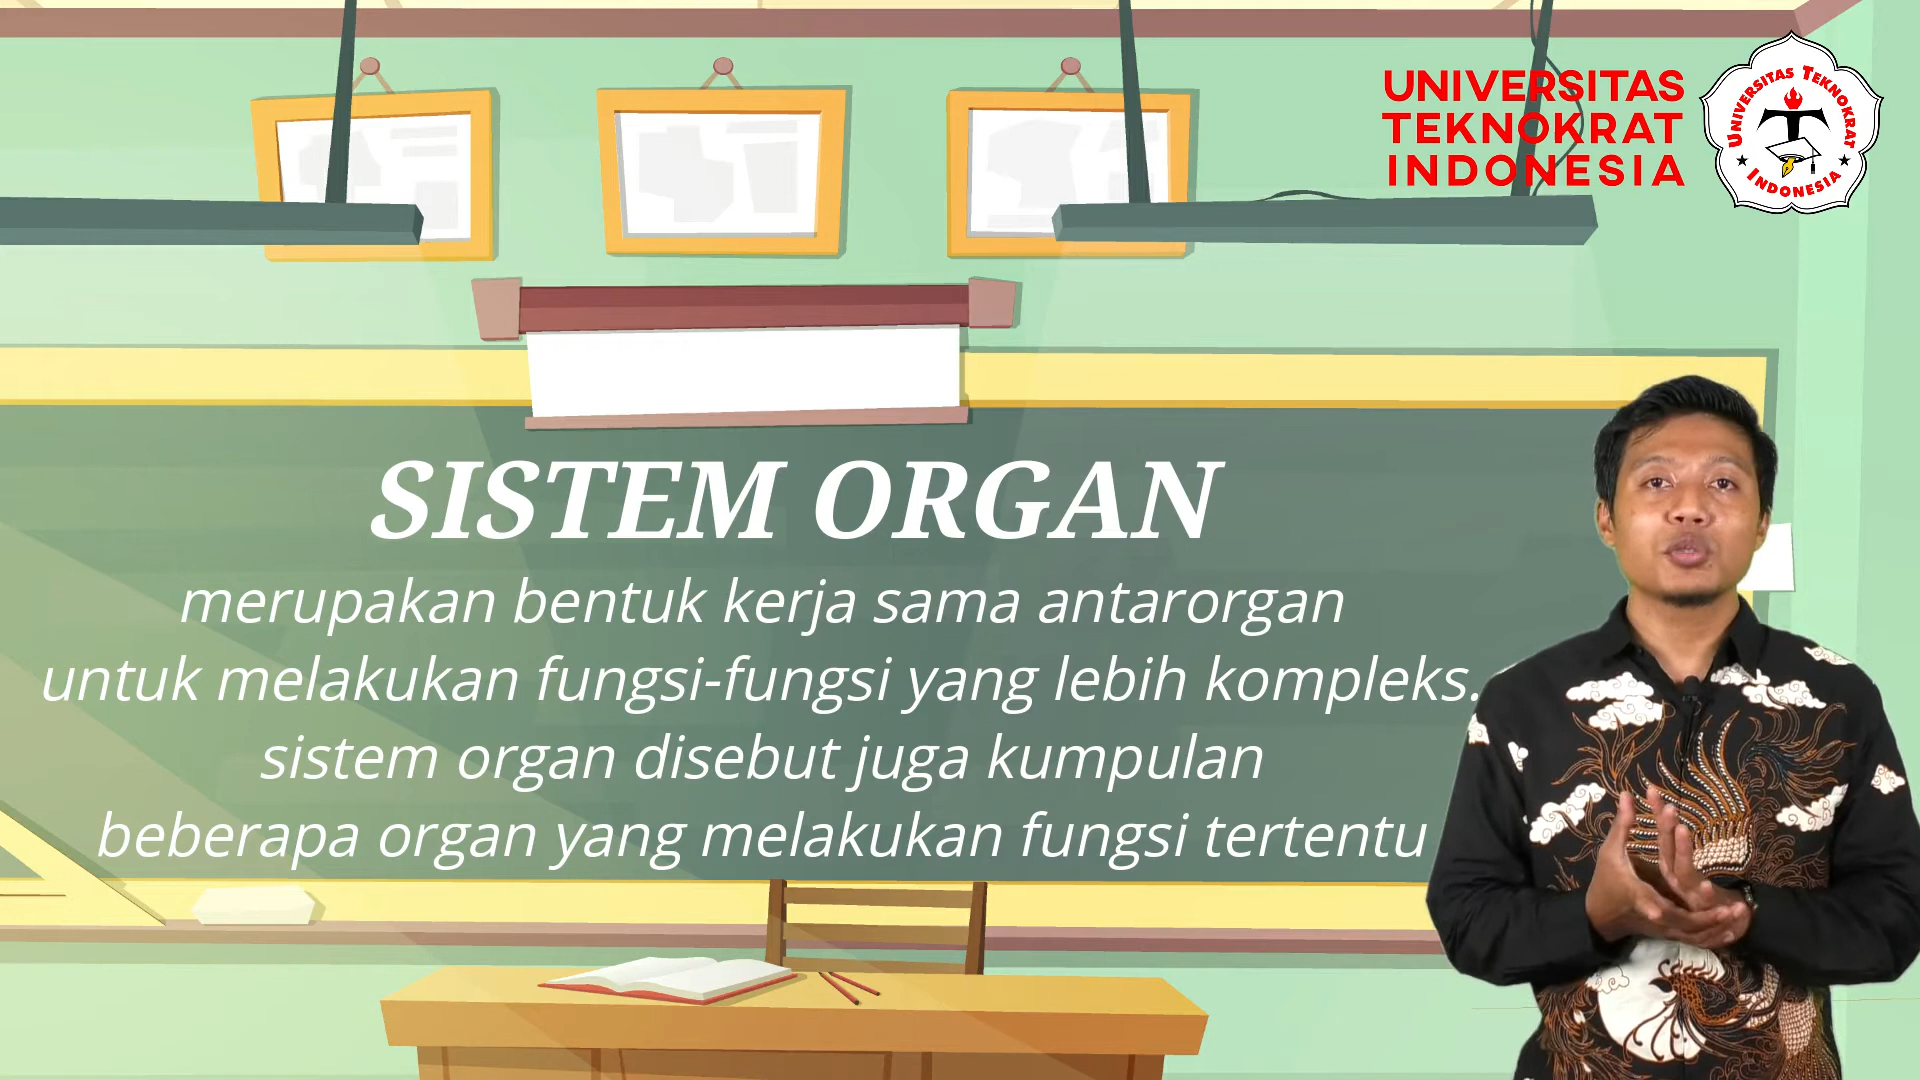 UNIVERSITAS
TEKNOKRAT
INDONESIA
UNIVERSITAS TEKNOKRAT
INDONESIA
SISTEM ORGAN
merupakan bentuk kerja sama antarorgan
untuk melakukan fungsi-fungsi yang lebih kompleks.
sistem organ disebut juga kumpulan
beberapa organ yang melakukan fungsi tertentu